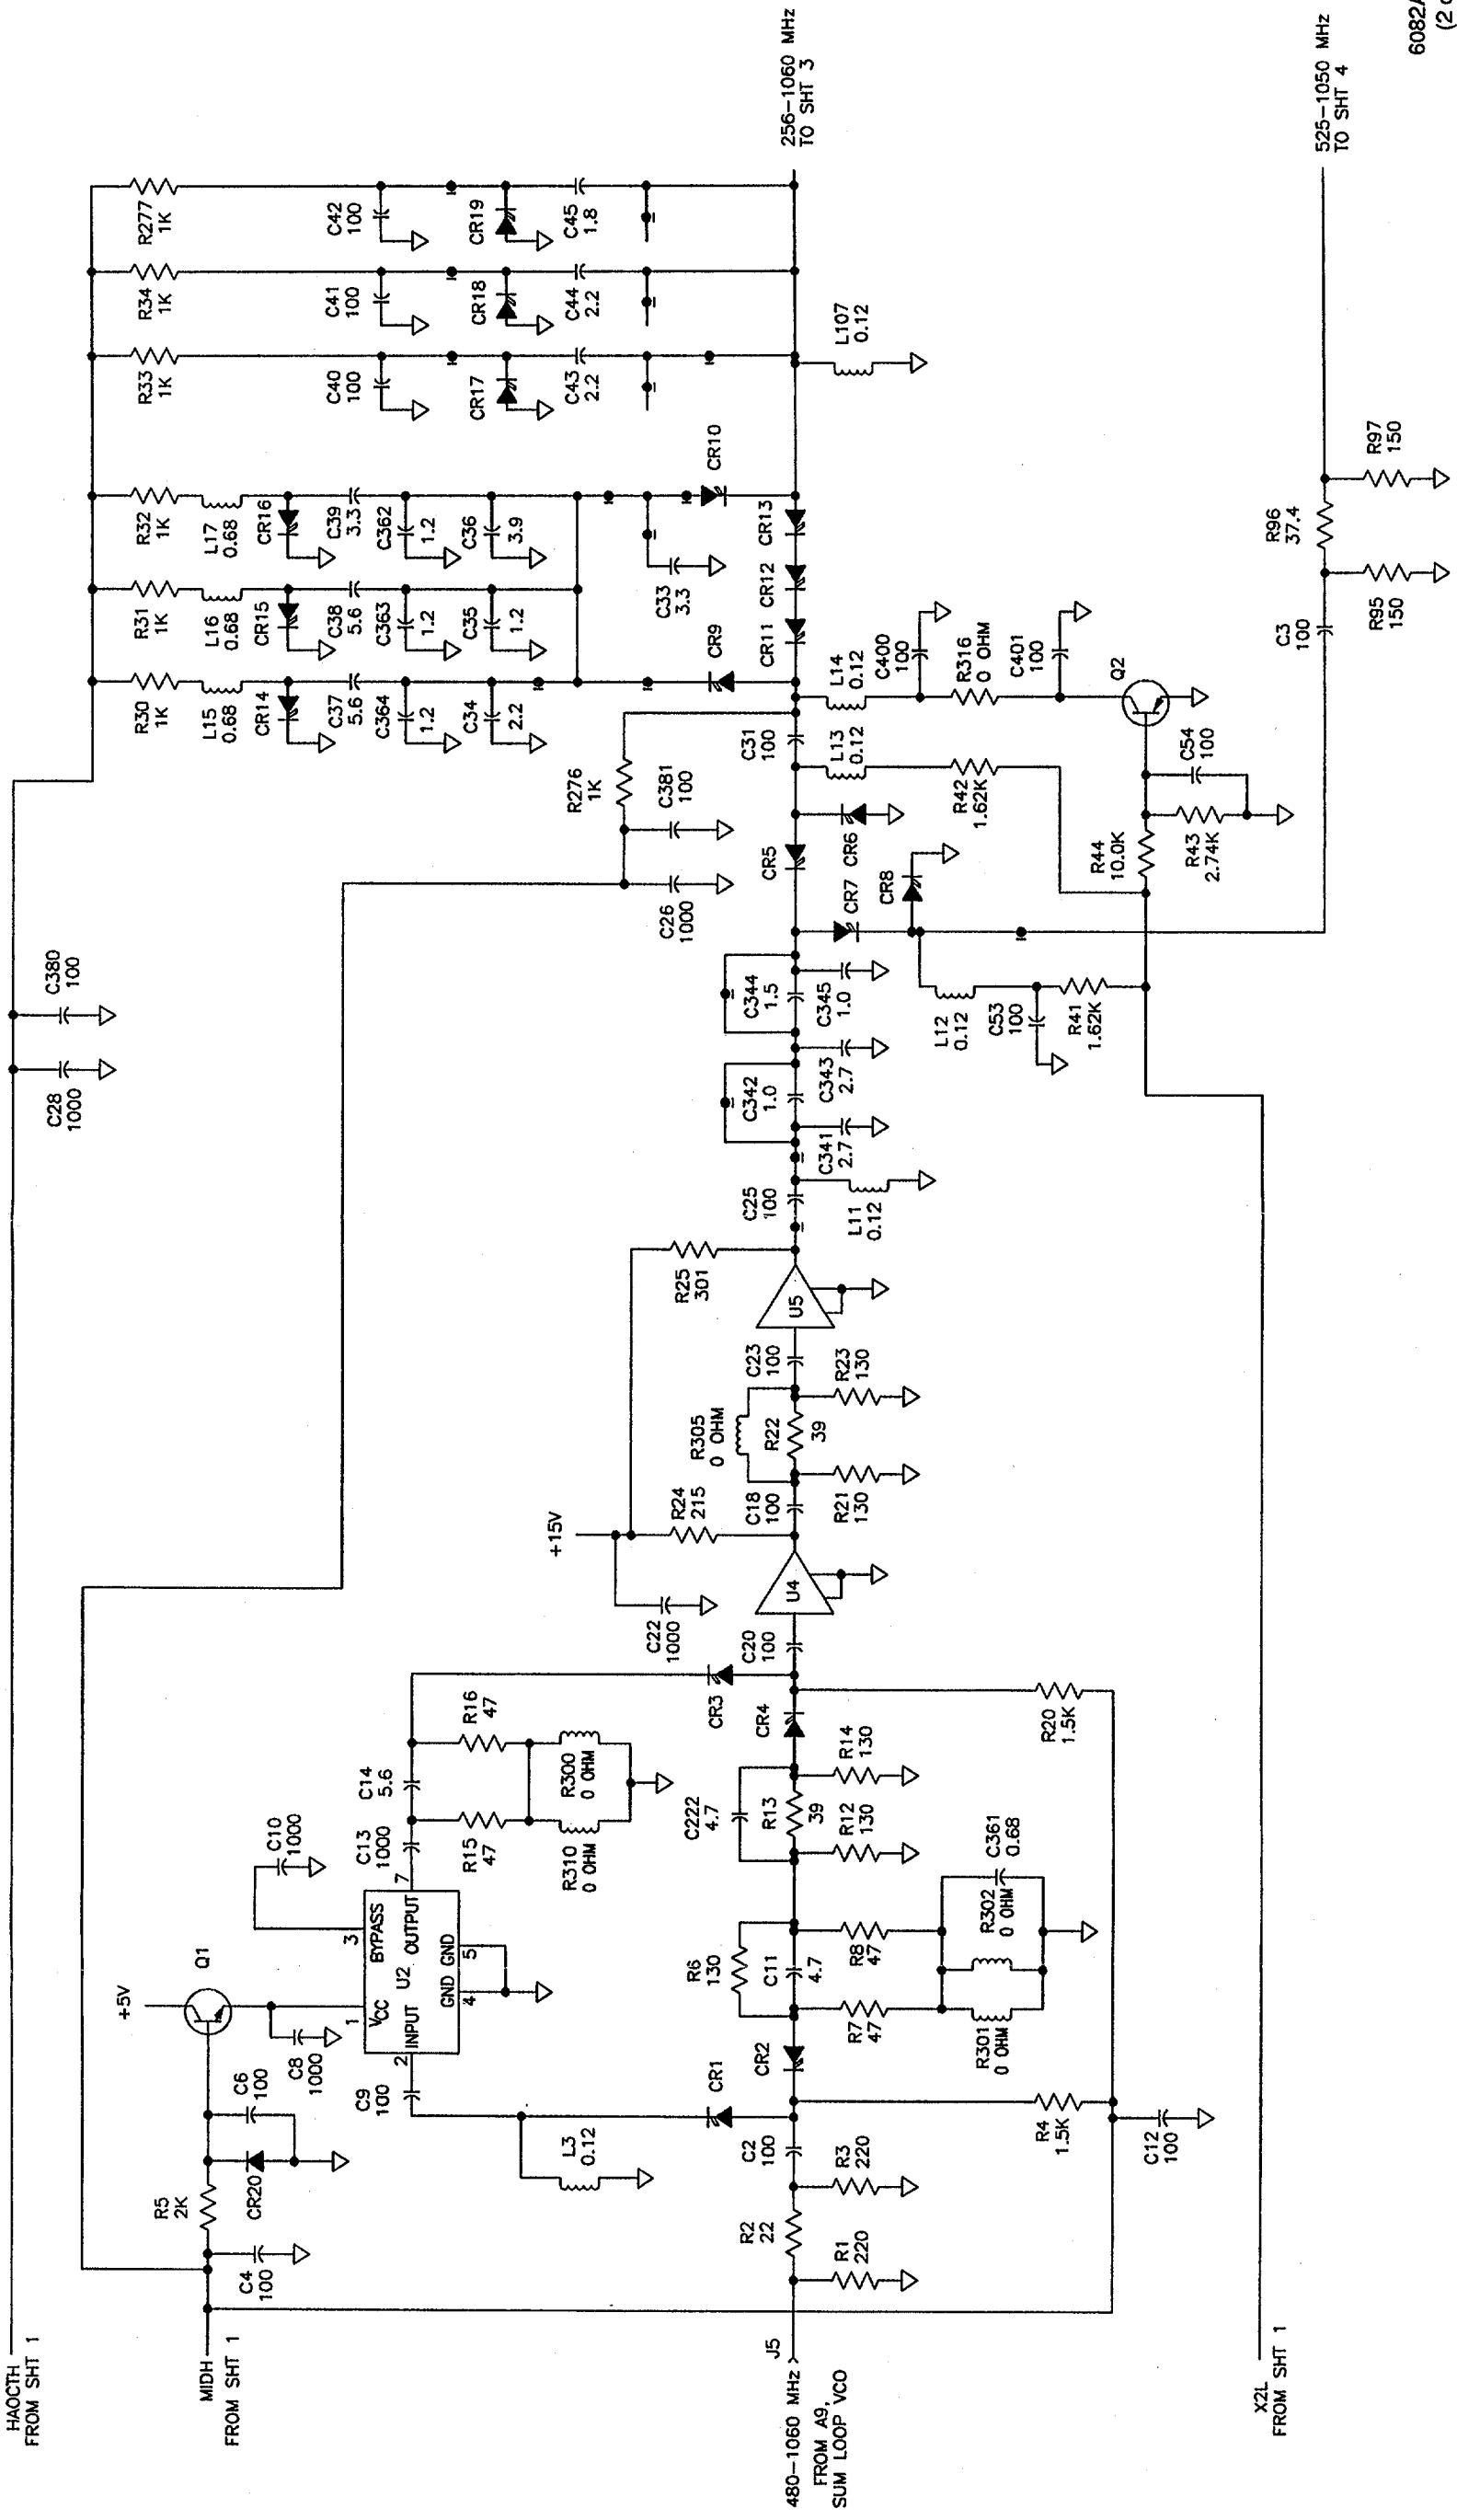 HAOCTH
FROM SHT 1
C28
1000
C380
100
MIDH
FROM SHT 1
C4
100
R5
2K
CR20
C6
100
+5V
Q1
C8
1000
C9
100
1
VCC
2
INPUT
U2
3
BYPASS
OUTPUT
7
GND
4
GND
5
C10
1000
C13
1000
C14
5.6
R15
47
R16
47
R310
0 OHM
R300
0 OHM
L3
0.12
CR1
CR3
480-1060 MHz
FROM A9,
SUM LOOP VCO
J5
R1
220
R2
22
R3
220
C2
100
CR2
R4
1.5K
C12
100
R6
130
C11
4.7
R7
47
R8
47
R301
0 OHM
R302
0 OHM
C361
0.68
C222
4.7
R13
39
R12
130
R14
130
CR4
R20
1.5K
C20
100
U4
+15V
C22
1000
R24
215
C18
100
R305
0 OHM
R22
39
R21
130
R23
130
C23
100
U5
R25
301
C25
100
L11
0.12
C341
2.7
C342
1.0
C343
2.7
C344
1.5
C345
1.0
CR5
CR6
CR7
CR8
L12
0.12
C53
100
R41
1.62K
C26
1000
C381
100
R276
1K
C31
100
L13
0.12
R42
1.62K
L14
0.12
C400
100
R316
0 OHM
C401
100
Q2
R44
10.0K
R43
2.74K
C54
100
R30
1K
L15
0.68
CR14
C37
5.6
C364
1.2
C34
2.2
R31
1K
L16
0.68
CR15
C38
5.6
C363
1.2
C35
1.2
R32
1K
L17
0.68
CR16
C39
3.3
C362
1.2
C36
3.9
C33
3.3
CR9
CR10
CR11
CR12
CR13
R33
1K
C40
100
CR17
C43
2.2
R34
1K
C41
100
CR18
C44
2.2
R277
1K
C42
100
CR19
C45
1.8
L107
0.12
256-1060 MHz
TO SHT 3
X2L
FROM SHT 1
C3
100
R95
150
R96
37.4
R97
150
525-1050 MHz
TO SHT 4
6082A
(2 o